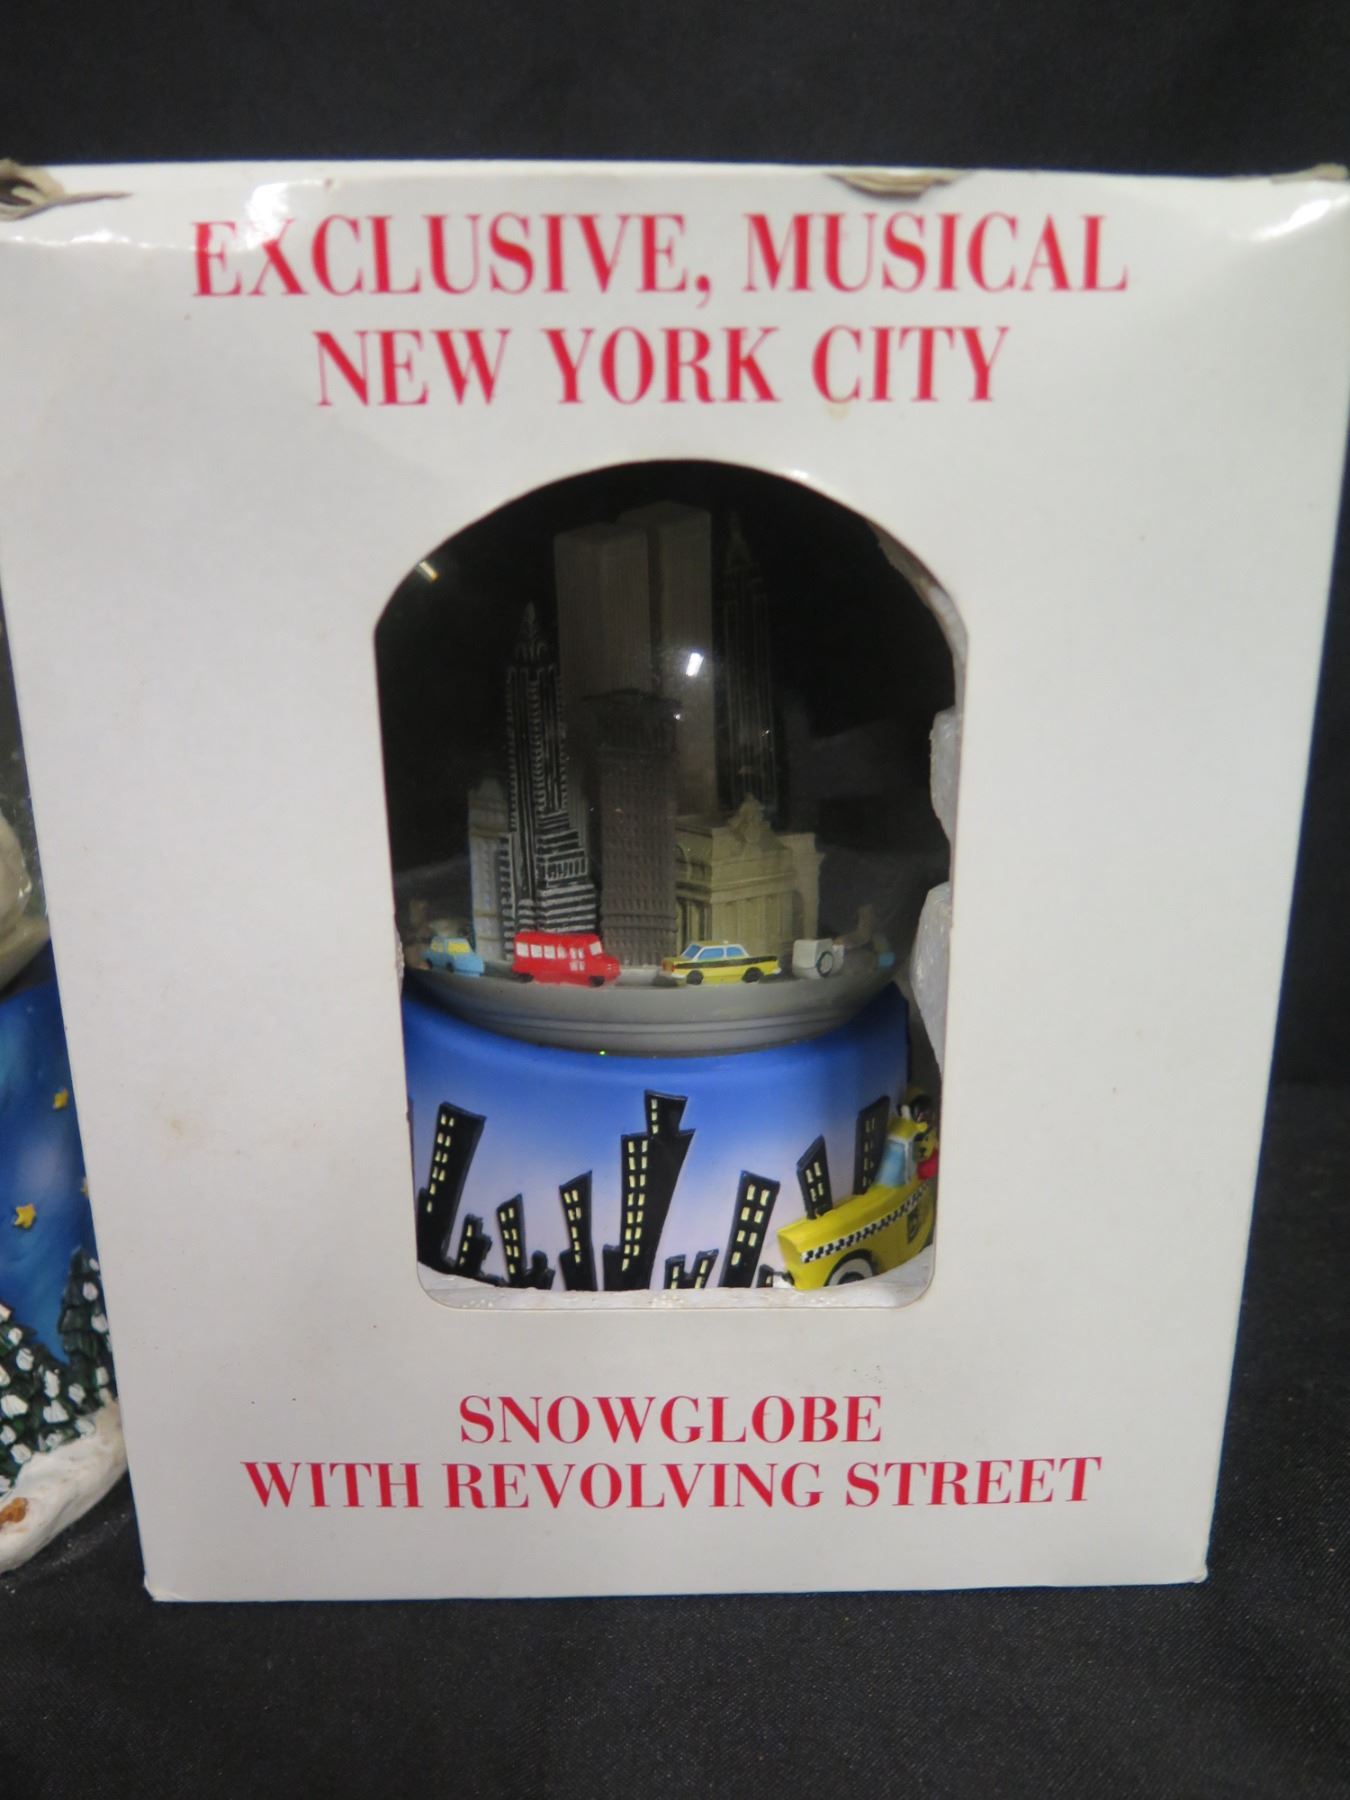 EXCLUSIVE, MUSICAL
NEW YORK CITY
SNOWGLOBE
WITH REVOLVING STREET